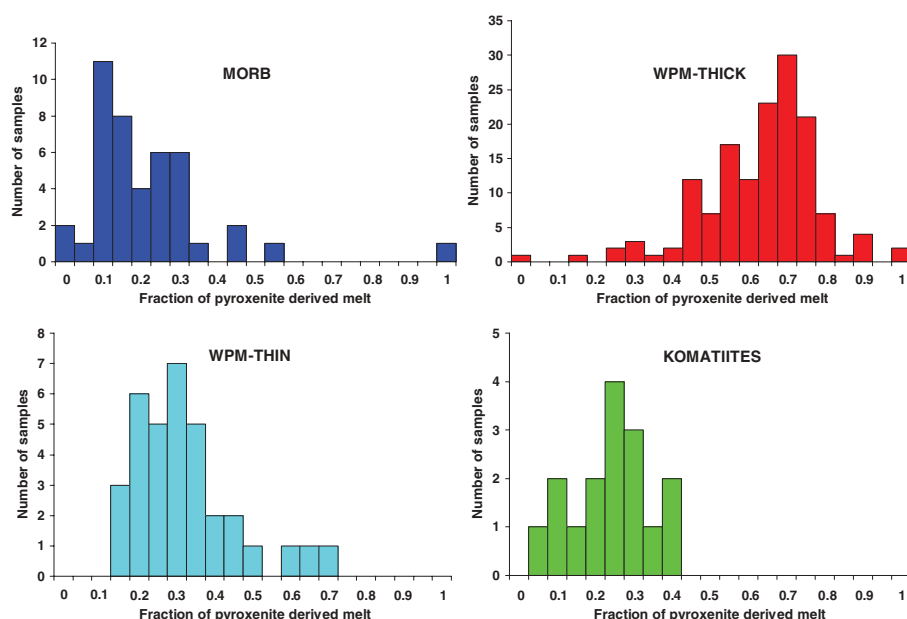 MORB
Number of samples
12
10
8
6
4
2
0
0 0.1 0.2 0.3 0.4 0.5 0.6 0.7 0.8 0.9 1
Fraction of pyroxenite derived melt
WPM-THICK
Number of samples
35
30
25
20
15
10
5
0
0 0.1 0.2 0.3 0.4 0.5 0.6 0.7 0.8 0.9 1
Fraction of pyroxenite derived melt
WPM-THIN
Number of samples
8
7
6
5
4
3
2
1
0
0 0.1 0.2 0.3 0.4 0.5 0.6 0.7 0.8 0.9 1
Fraction of pyroxenite derived melt
KOMATIITES
Number of samples
5
4
3
2
1
0
0 0.1 0.2 0.3 0.4 0.5 0.6 0.7 0.8 0.9 1
Fraction of pyroxenite derived melt